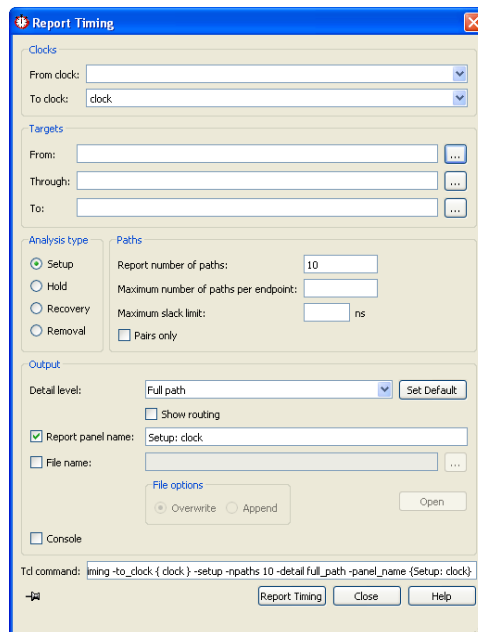 Report Timing
Clocks
From clock:
To clock: clock
Targets
From: ...
Through: ...
To: ...
Analysis type Paths
Setup Report number of paths: 10
Hold Maximum number of paths per endpoint:
Recovery Maximum slack limit: ns
Removal Pairs only
Output
Detail level: Full path Set Default
Show routing
Report panel name: Setup: clock
File name: ...
File options
Overwrite Append Open
Console
Tcl command: iming -to_clock { clock } -setup -npaths 10 -detail full_path -panel_name {Setup: clock}
Report Timing Close Help